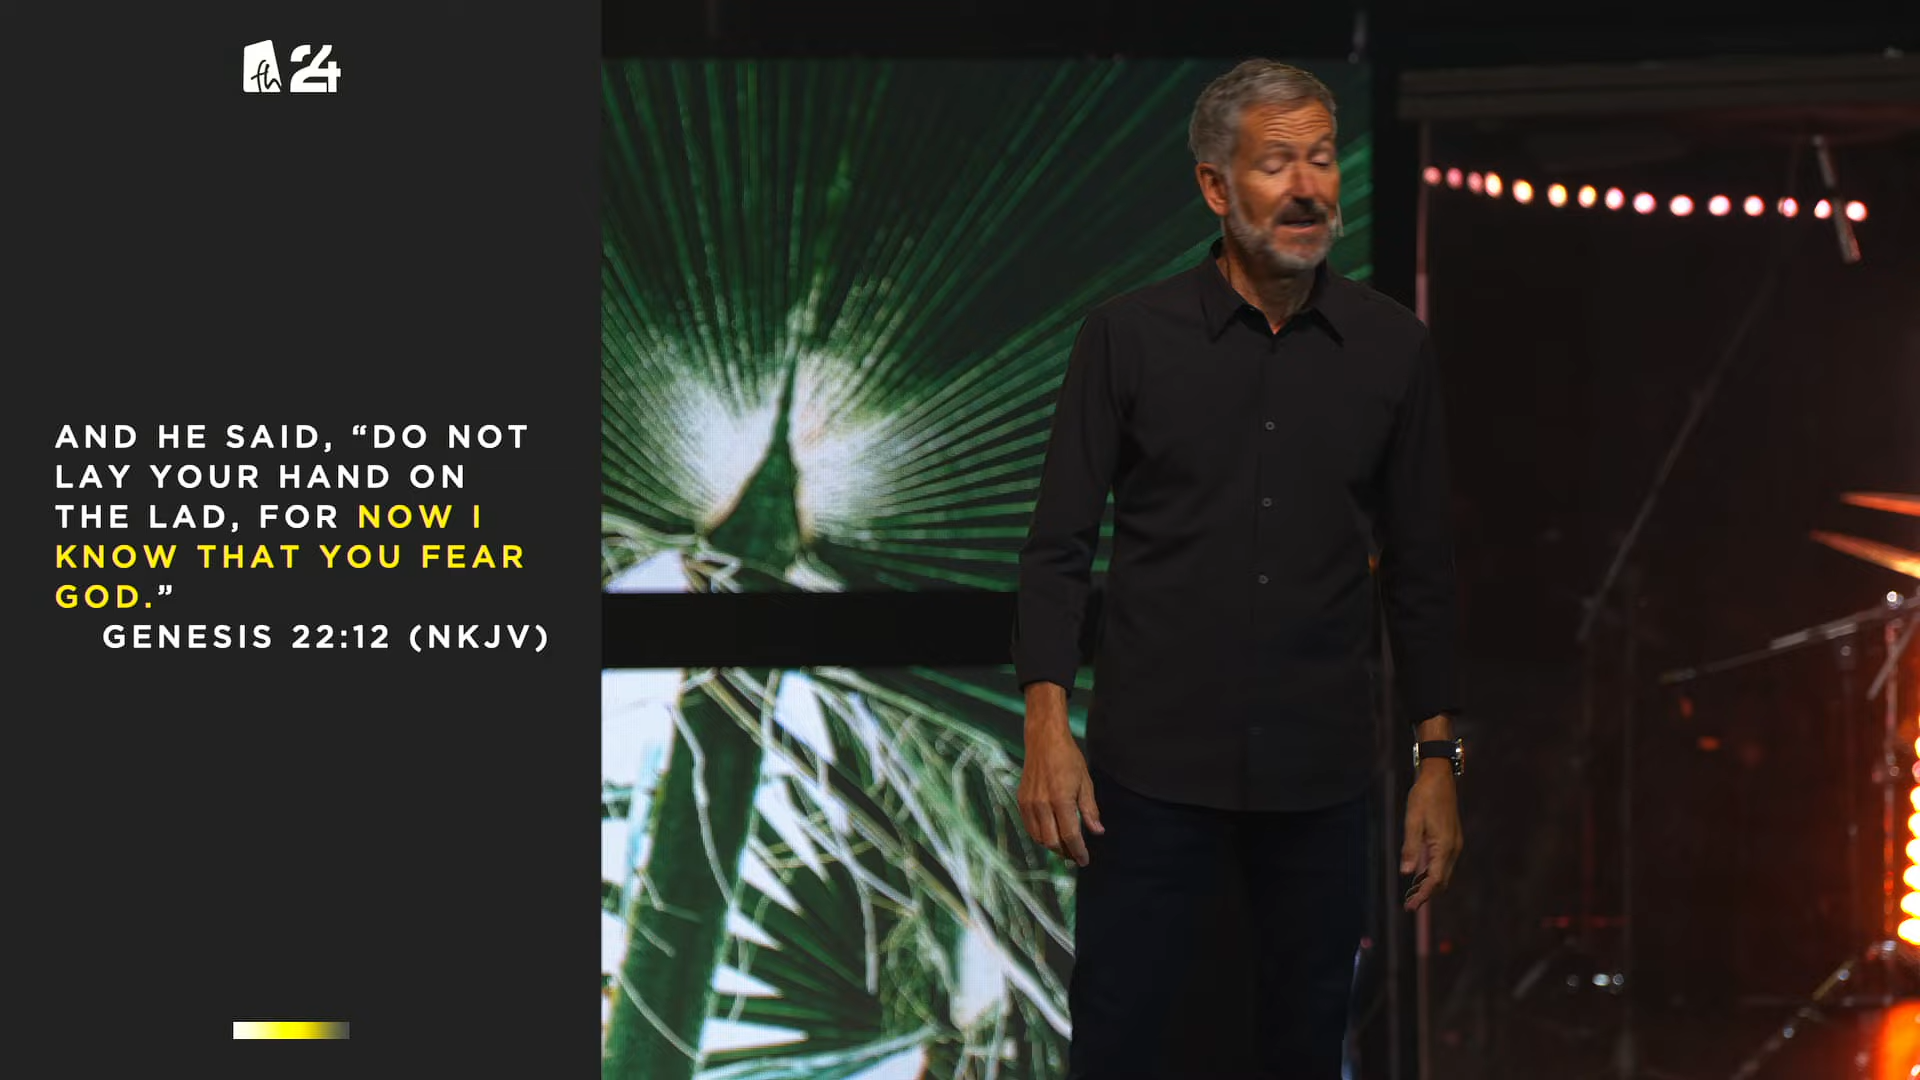 fh 24
AND HE SAID, “DO NOT
LAY YOUR HAND ON
THE LAD, FOR NOW I
KNOW THAT YOU FEAR
GOD.”
GENESIS 22:12 (NKJV)